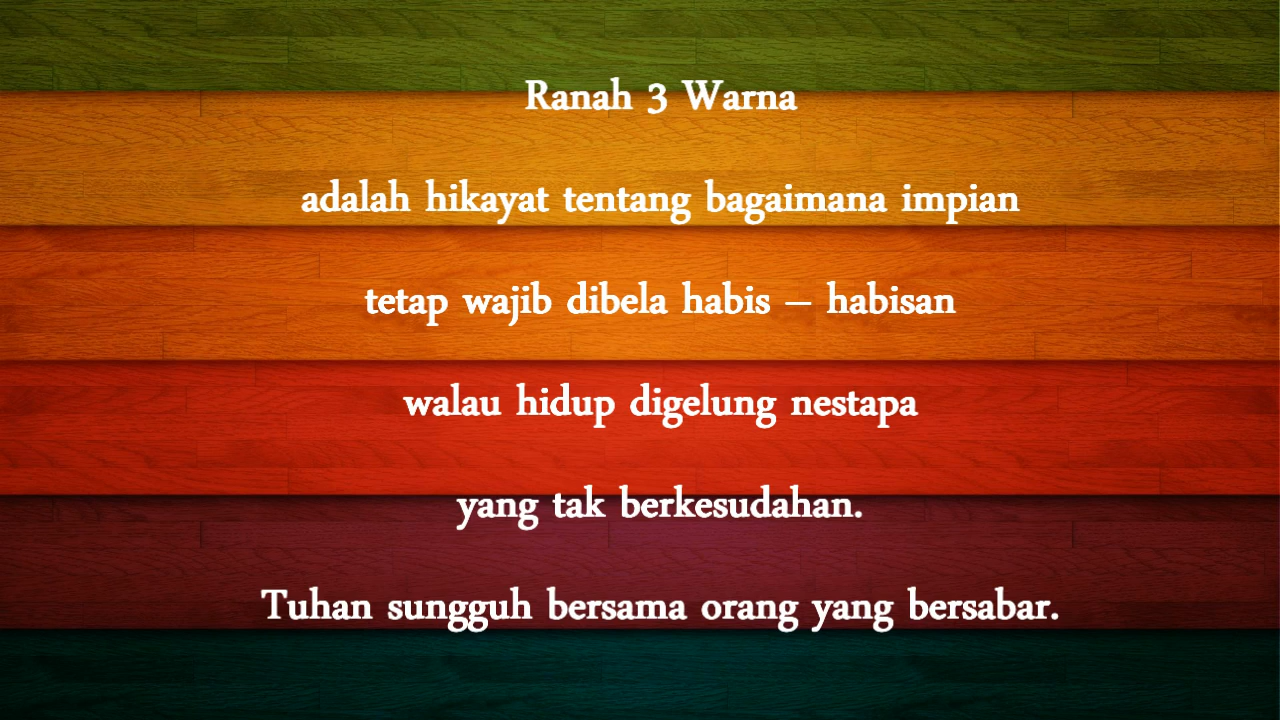 Ranah 3 Warna
adalah hikayat tentang bagaimana impian
tetap wajib dibela habis – habisan
walau hidup digelung nestapa
yang tak berkesudahan.
Tuhan sungguh bersama orang yang bersabar.